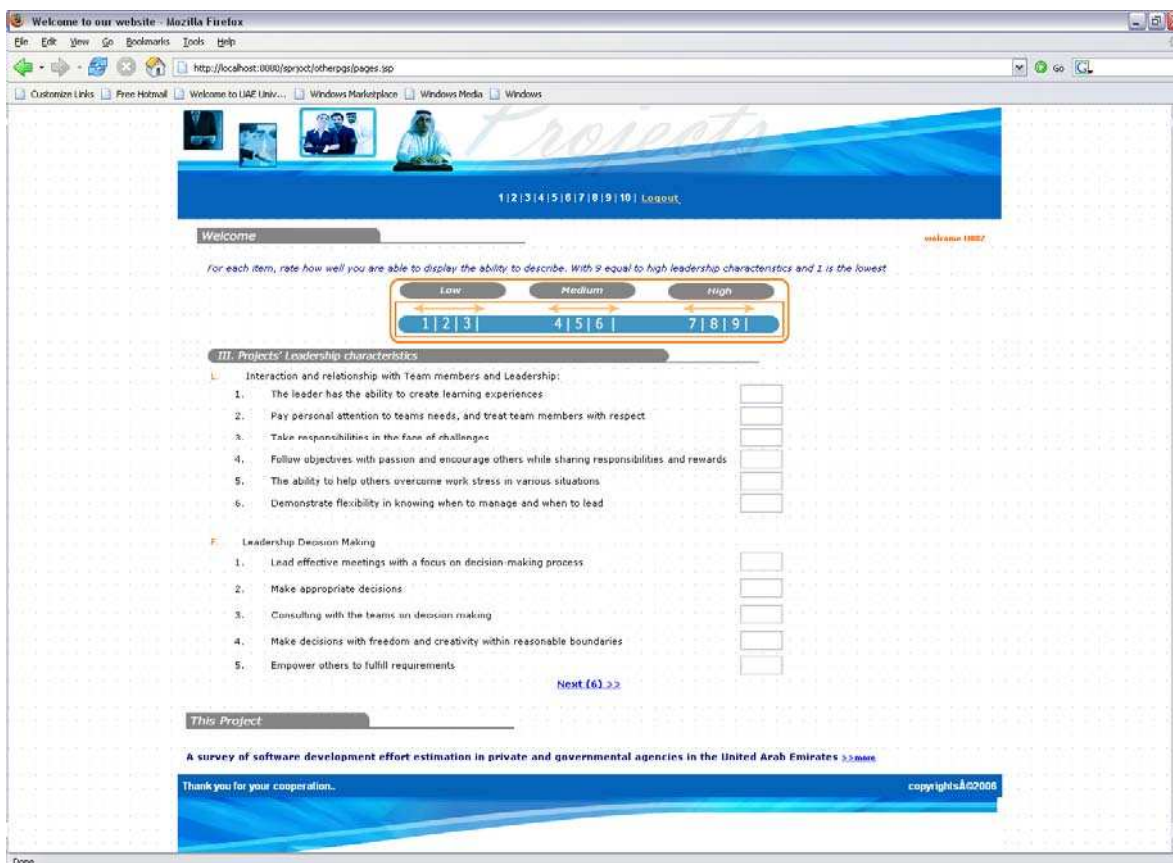 Welcome to our website - Mozilla Firefox
File Edit View Go Bookmarks Tools Help
http://localhost:8080/sprjoct/otherpgs/pages.jsp Go
Customize Links Free Hotmail Welcome to UAE Univ... Windows Marketplace Windows Media Windows
Projects
1|2|3|4|5|6|7|8|9|10| Logout
Welcome
welcome
For each item, rate how well you are able to display the ability to describe. With 9 equal to high leadership characteristics and 1 is the lowest
Low Medium High
1| 2| 3| 4| 5| 6 | 7| 8| 9|
III. Projects' Leadership characteristics
Interaction and relationship with Team members and Leadership:
1. The leader has the ability to create learning experiences
2. Pay personal attention to teams needs, and treat team members with respect
3. Take responsibilities in the face of challenges
4. Follow objectives with passion and encourage others while sharing responsibilities and rewards
5. The ability to help others overcome work stress in various situations
6. Demonstrate flexibility in knowing when to manage and when to lead
F. Leadership Decision Making
1. Lead effective meetings with a focus on decision-making process
2. Make appropriate decisions
3. Consulting with the teams on decision making
4. Make decisions with freedom and creativity within reasonable boundaries
5. Empower others to fulfill requirements
Next (6) >>
This Project
A survey of software development effort estimation in private and governmental agencies in the United Arab Emirates >>more
Thank you for your cooperation.. copyrightsÂ©2006
Done